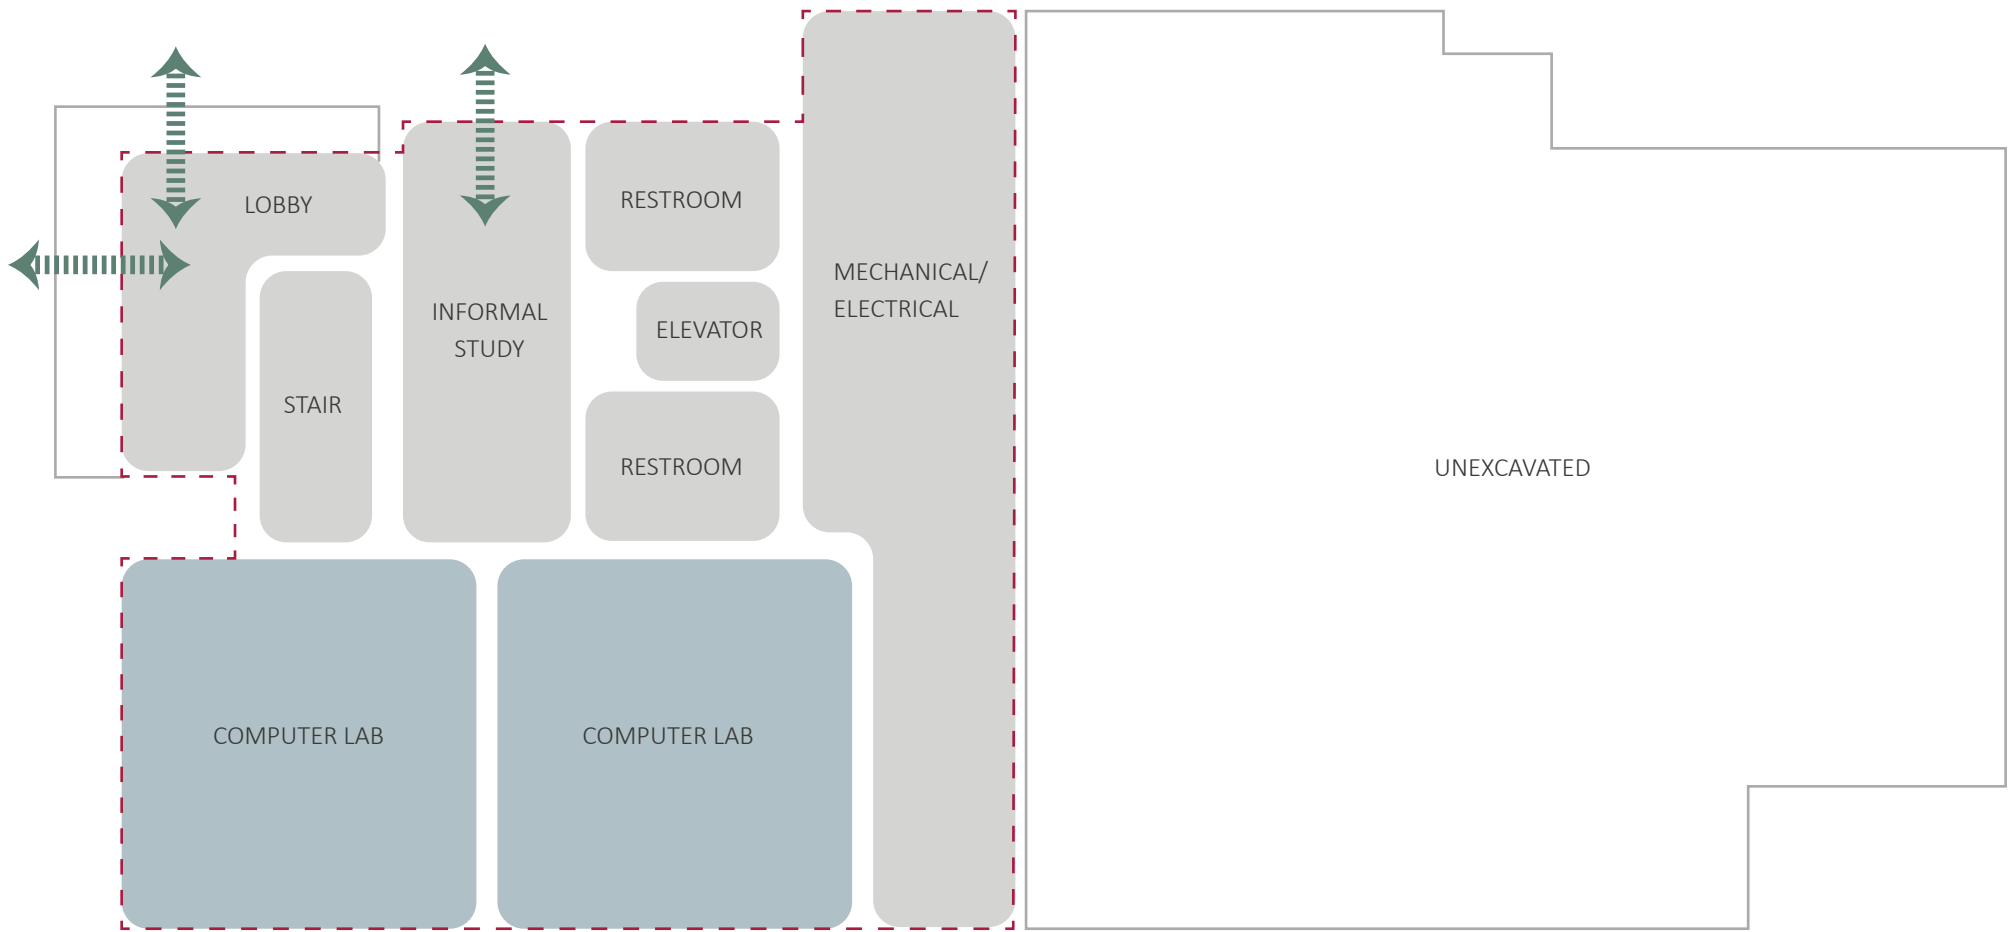 LOBBY
RESTROOM
MECHANICAL/
ELECTRICAL
INFORMAL
STUDY
ELEVATOR
STAIR
RESTROOM
UNEXCAVATED
COMPUTER LAB
COMPUTER LAB